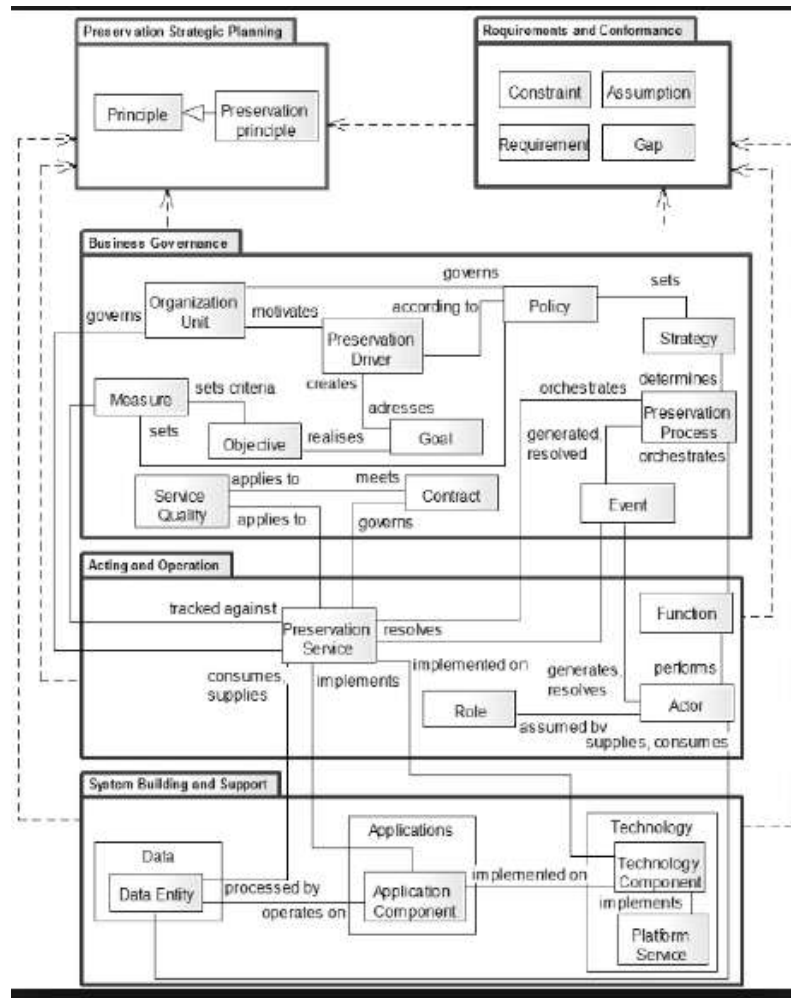 Preservation Strategic Planning
Principle
Preservation
principle
Requirements and Conformance
Constraint
Assumption
Requirement
Gap
Business Governance
governs
Organization
Unit
governs
motivates
according to
Policy
sets
Preservation
Driver
Strategy
creates
adresses
determines
Measure
sets criteria
sets
Objective
realises
Goal
orchestrates
Preservation
Process
generated,
resolved
orchestrates
Service
Quality
applies to
meets
Contract
applies to
governs
Event
Acting and Operation
tracked against
Preservation
Service
resolves
Function
consumes,
supplies
implements
implemented on
generates,
resolves
performs
Role
assumed by
Actor
supplies, consumes
System Building and Support
Data
Data Entity
processed by
operates on
Applications
Application
Component
implemented on
Technology
Technology
Component
implements
Platform
Service